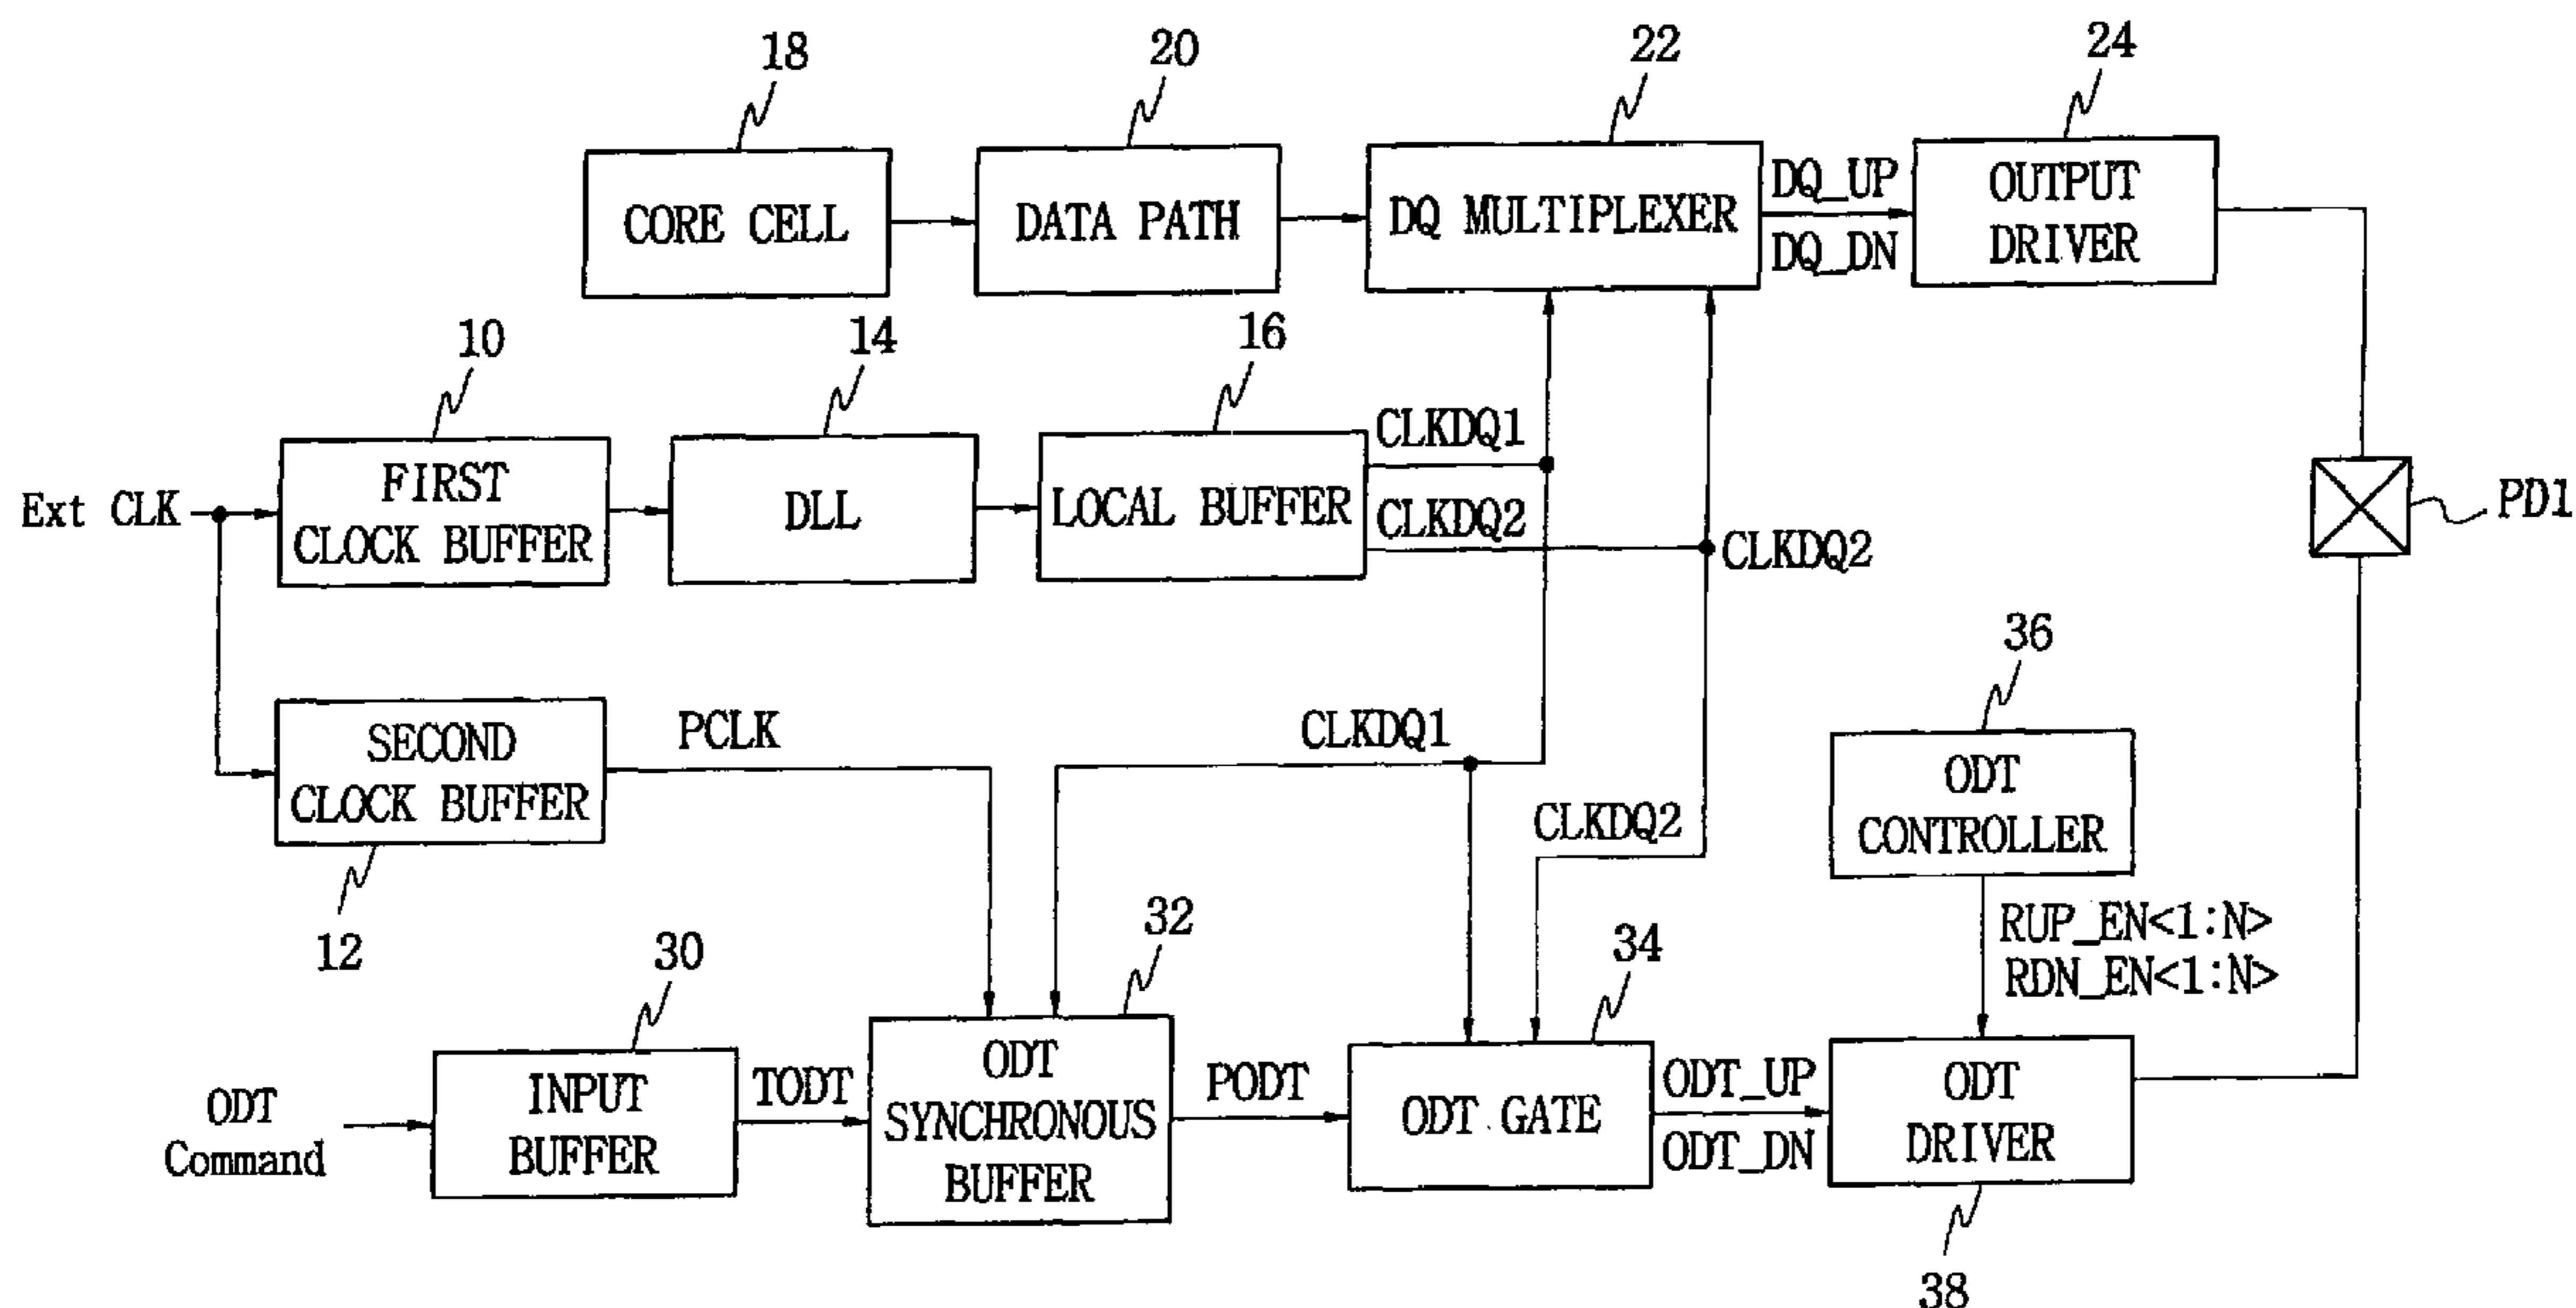 18
20
22
24
CORE CELL
DATA PATH
DQ MULTIPLEXER
DQ_UP
DQ_DN
OUTPUT
DRIVER
10
14
16
Ext CLK
FIRST
CLOCK BUFFER
DLL
LOCAL BUFFER
CLKDQ1
CLKDQ2
CLKDQ2
PD1
SECOND
CLOCK BUFFER
12
PCLK
CLKDQ1
CLKDQ2
36
ODT
CONTROLLER
RUP_EN<1:N>
RDN_EN<1:N>
30
32
34
ODT
Command
INPUT
BUFFER
TODT
ODT
SYNCHRONOUS
BUFFER
PODT
ODT GATE
ODT_UP
ODT_DN
ODT
DRIVER
38